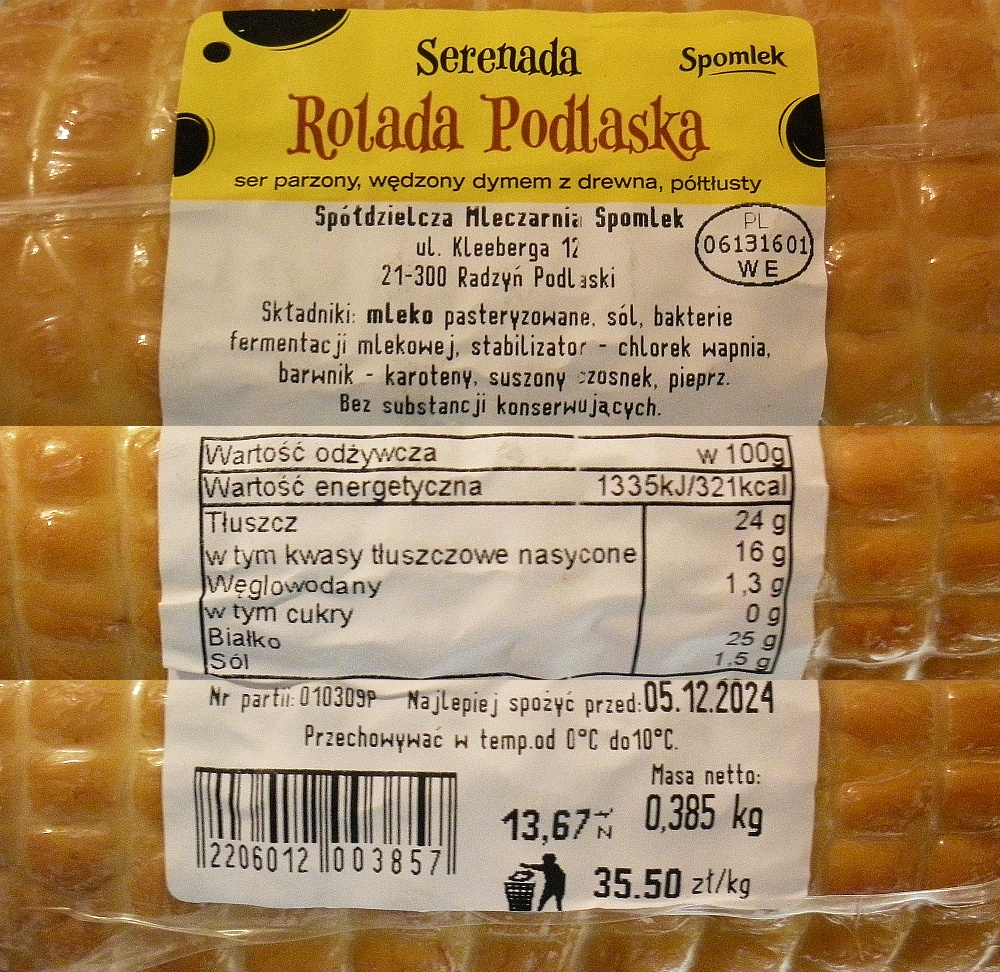 Serenada
Spomlek
Rolada Podlaska
ser parzony, wędzony dymem z drewna, półtłusty
Spółdzielcza Mleczarnia Spomlek
ul. Kleeberga 12
21-300 Radzyń Podlaski
PL
06131601
WE
Składniki: mleko pasteryzowane, sól, bakterie
fermentacji mlekowej, stabilizator - chlorek wapnia,
barwnik - karoteny, suszony czosnek, pieprz.
Bez substancji konserwujących.
Wartość odżywcza w 100g
Wartość energetyczna 1335kJ/321kcal
Tłuszcz 24 g
w tym kwasy tłuszczowe nasycone 16 g
Węglowodany 1,3 g
w tym cukry 0 g
Białko 25 g
Sól 1,5 g
Nr partii: 010309P Najlepiej spożyć przed: 05.12.2024
Przechowywać w temp.od 0°C do10°C.
Masa netto:
13,67 0,385 kg
2206012 003857
35.50 zł/kg